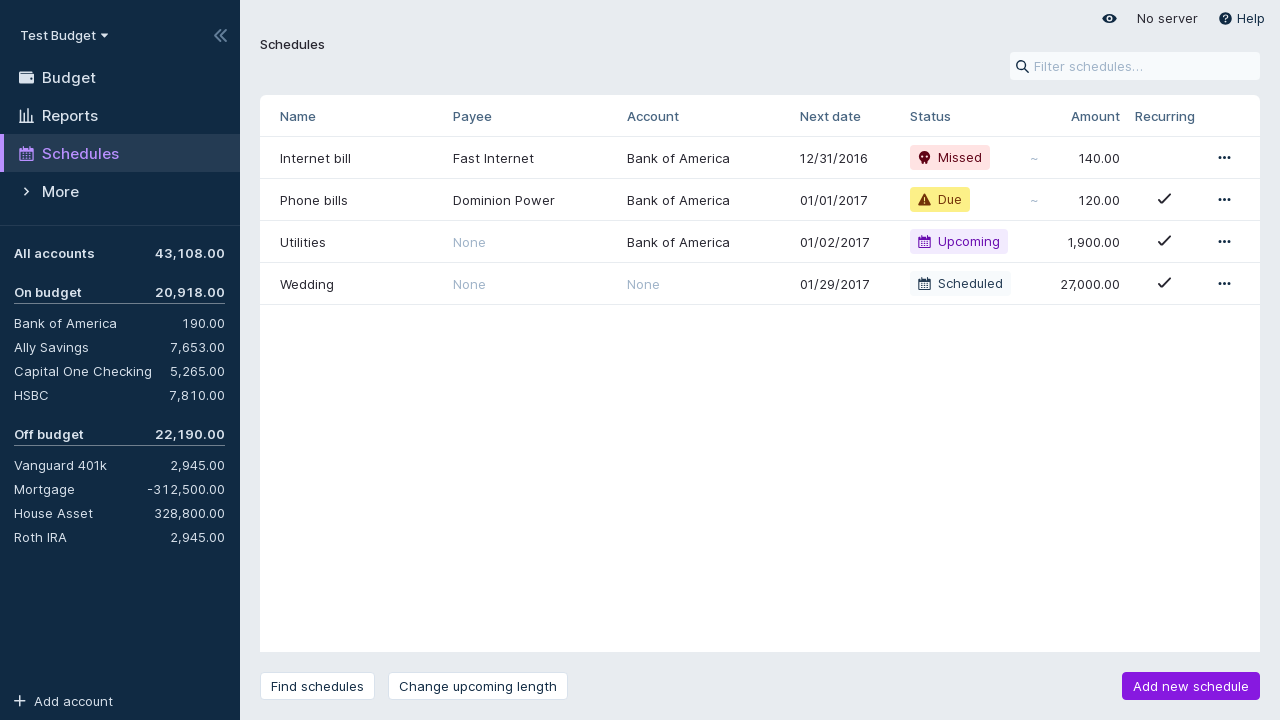 Test Budget
Budget
Reports
Schedules
More
All accounts 43,108.00
On budget 20,918.00
Bank of America 190.00
Ally Savings 7,653.00
Capital One Checking 5,265.00
HSBC 7,810.00
Off budget 22,190.00
Vanguard 401k 2,945.00
Mortgage -312,500.00
House Asset 328,800.00
Roth IRA 2,945.00
Add account
No server Help
Schedules
Filter schedules…
Name Payee Account Next date Status Amount Recurring
Internet bill Fast Internet Bank of America 12/31/2016 Missed ~ 140.00
Phone bills Dominion Power Bank of America 01/01/2017 Due ~ 120.00
Utilities None Bank of America 01/02/2017 Upcoming 1,900.00
Wedding None None 01/29/2017 Scheduled 27,000.00
Find schedules Change upcoming length Add new schedule